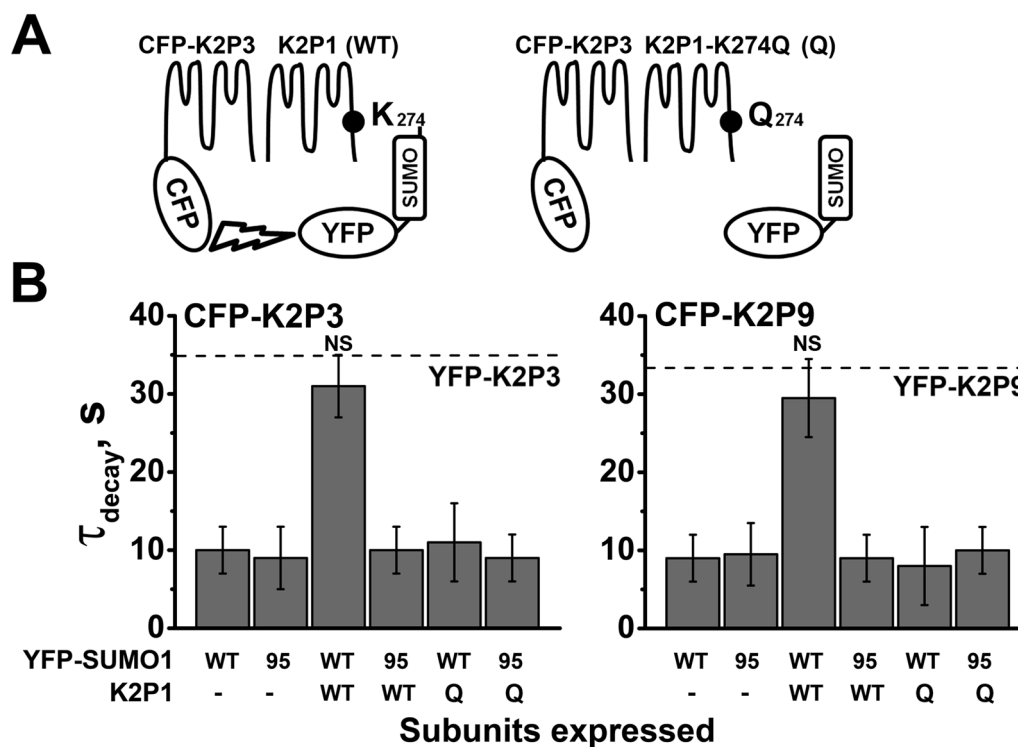 A
CFP-K2P3 K2P1 (WT)
K274
CFP
YFP
SUMO
CFP-K2P3 K2P1-K274Q (Q)
Q274
CFP
YFP
SUMO
B
τdecay, s
40
30
20
10
0
CFP-K2P3
NS
YFP-K2P3
40
30
20
10
0
CFP-K2P9
NS
YFP-K2P9
YFP-SUMO1 WT 95 WT 95 WT 95 WT 95 WT 95 WT 95
K2P1 - - WT WT Q Q - - WT WT Q Q
Subunits expressed